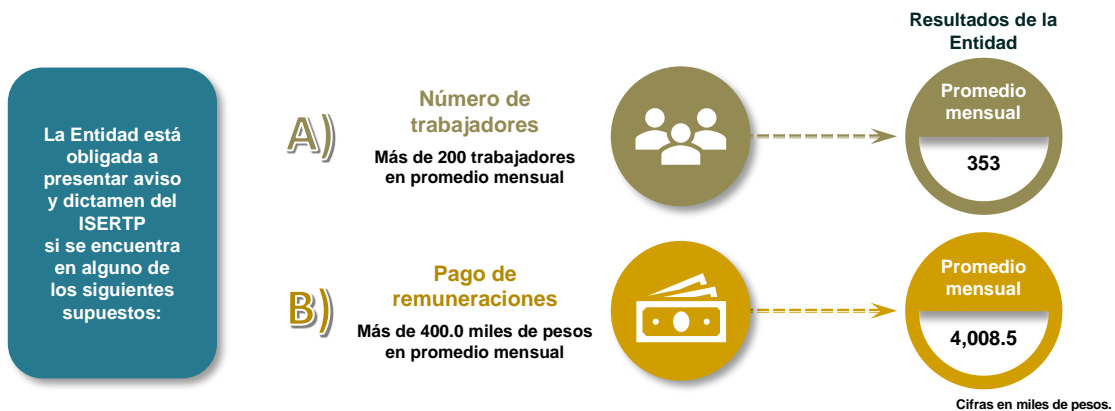 La Entidad está
obligada a
presentar aviso
y dictamen del
ISERTP
si se encuentra
en alguno de
los siguientes
supuestos:
A)
Número de
trabajadores
Más de 200 trabajadores
en promedio mensual
Resultados de la
Entidad
Promedio
mensual
353
B)
Pago de
remuneraciones
Más de 400.0 miles de pesos
en promedio mensual
Promedio
mensual
4,008.5
Cifras en miles de pesos.